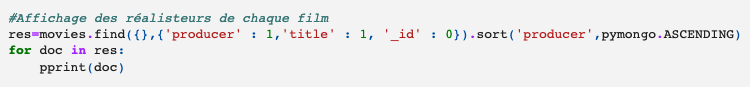 #Affichage des réalisteurs de chaque film
res=movies.find({},{'producer' : 1,'title' : 1, '_id' : 0}).sort('producer',pymongo.ASCENDING)
for doc in res:
    pprint(doc)